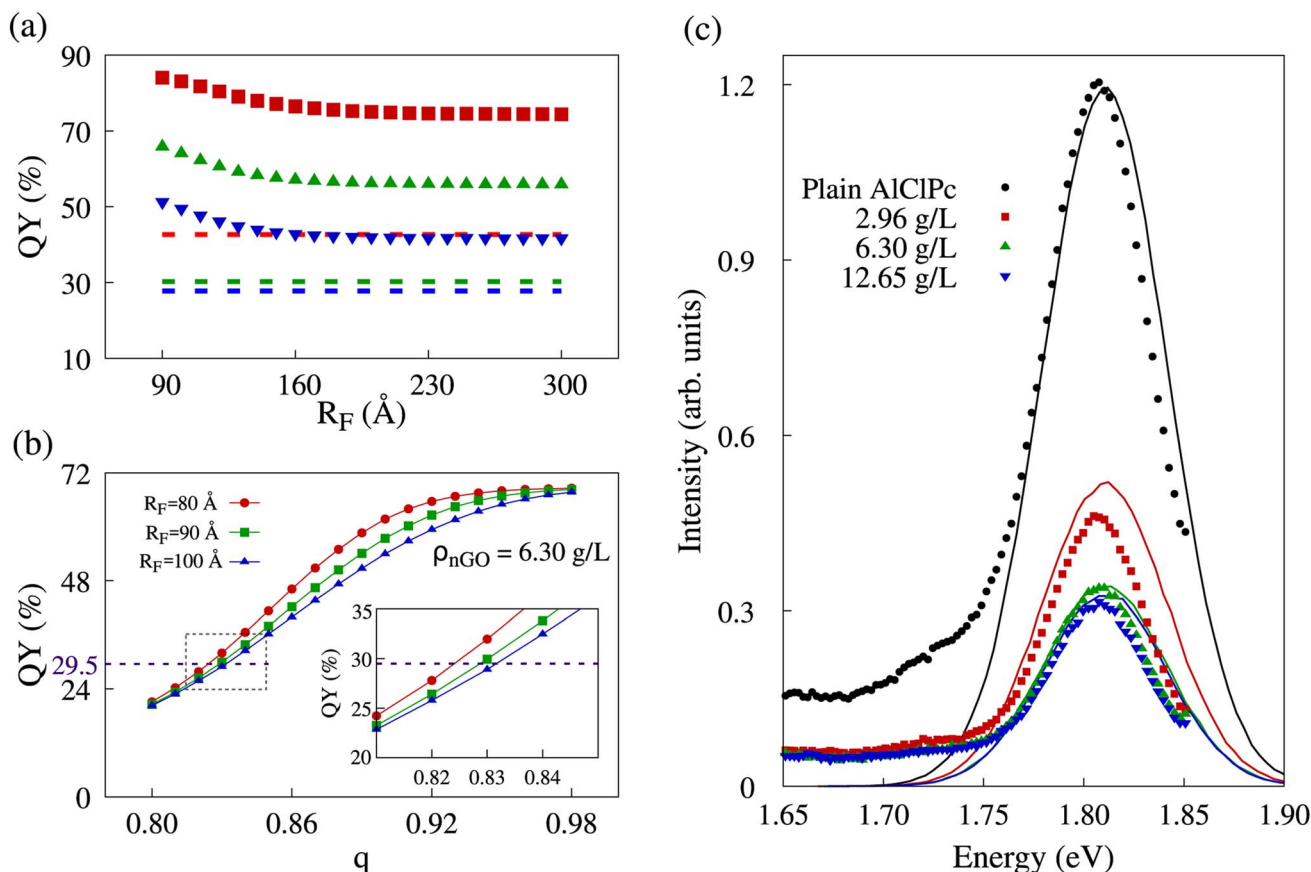 (a)
90
70
50
30
10
QY (%)
90 160 230 300
R_F (Å)
(b)
72
48
29.5
24
0
QY (%)
R_F=80 Å
R_F=90 Å
R_F=100 Å
ρ_nGO = 6.30 g/L
35
30
25
20
QY (%)
0.82 0.83 0.84
0.80 0.86 0.92 0.98
q
(c)
1.2
0.9
0.6
0.3
0
Intensity (arb. units)
Plain AlClPc
2.96 g/L
6.30 g/L
12.65 g/L
1.65 1.70 1.75 1.80 1.85 1.90
Energy (eV)